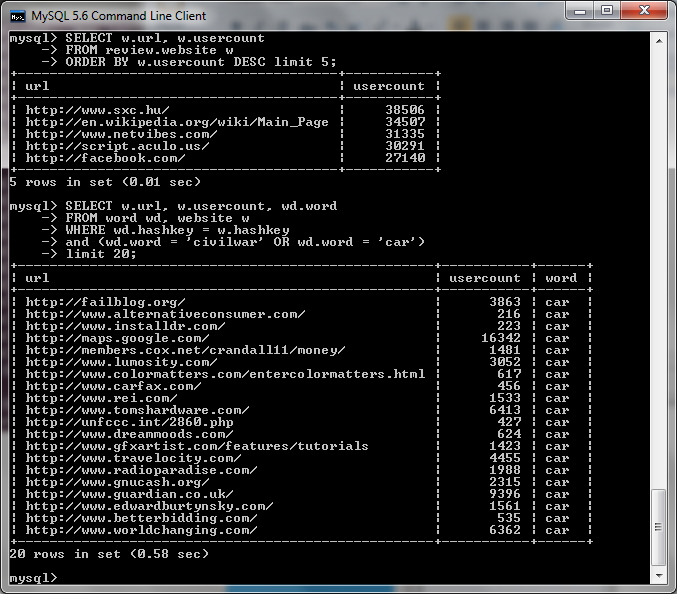 MySQL 5.6 Command Line Client
mysql> SELECT w.url, w.usercount
    -> FROM review.website w
    -> ORDER BY w.usercount DESC limit 5;
+---------------------------------------+-----------+
| url                                   | usercount |
+---------------------------------------+-----------+
| http://www.sxc.hu/                    |     38506 |
| http://en.wikipedia.org/wiki/Main_Page |     34507 |
| http://www.netvibes.com/              |     31335 |
| http://script.aculo.us/               |     30291 |
| http://facebook.com/                  |     27140 |
+---------------------------------------+-----------+
5 rows in set (0.01 sec)
mysql> SELECT w.url, w.usercount, wd.word
    -> FROM word wd, website w
    -> WHERE wd.hashkey = w.hashkey
    -> and (wd.word = 'civilwar' OR wd.word = 'car')
    -> limit 20;
+----------------------------------------------------+-----------+------+
| url                                                | usercount | word |
+----------------------------------------------------+-----------+------+
| http://failblog.org/                               |      3863 | car  |
| http://www.alternativeconsumer.com/                |       216 | car  |
| http://www.installdr.com/                          |       223 | car  |
| http://maps.google.com/                            |     16342 | car  |
| http://members.cox.net/crandall11/money/           |      1481 | car  |
| http://www.lumosity.com/                           |      3052 | car  |
| http://www.colormatters.com/entercolormatters.html |       617 | car  |
| http://www.carfax.com/                             |       456 | car  |
| http://www.rei.com/                                |      1533 | car  |
| http://www.tomshardware.com/                       |      6413 | car  |
| http://unfccc.int/2860.php                         |       427 | car  |
| http://www.dreammoods.com/                         |       624 | car  |
| http://www.gfxartist.com/features/tutorials        |      1423 | car  |
| http://www.travelocity.com/                        |      4455 | car  |
| http://www.radioparadise.com/                      |      1988 | car  |
| http://www.gnucash.org/                            |      2315 | car  |
| http://www.guardian.co.uk/                         |      9396 | car  |
| http://www.edwardburtynsky.com/                    |      1561 | car  |
| http://www.betterbidding.com/                      |       535 | car  |
| http://www.worldchanging.com/                      |      6362 | car  |
+----------------------------------------------------+-----------+------+
20 rows in set (0.58 sec)
mysql>